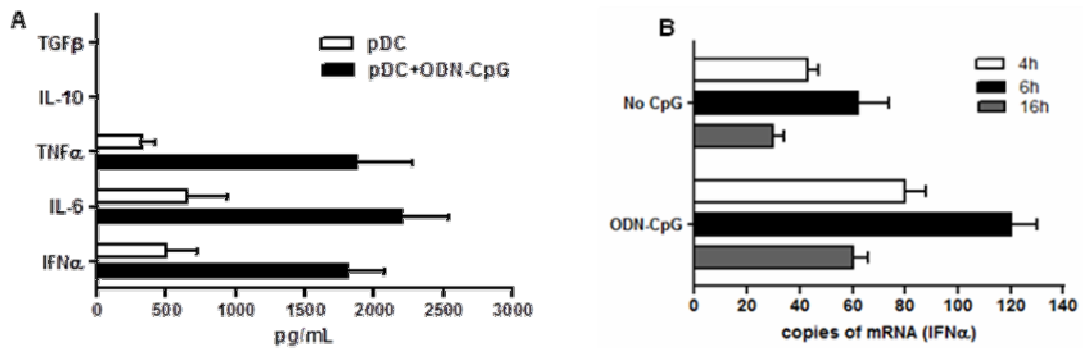 A
TGFβ
IL-10
TNFα
IL-6
IFNα
pDC
pDC+ODN-CpG
0 500 1000 1500 2000 2500 3000
pg/mL
B
No CpG
ODN-CpG
4h
6h
16h
0 20 40 60 80 100 120 140
copies of mRNA (IFNα)